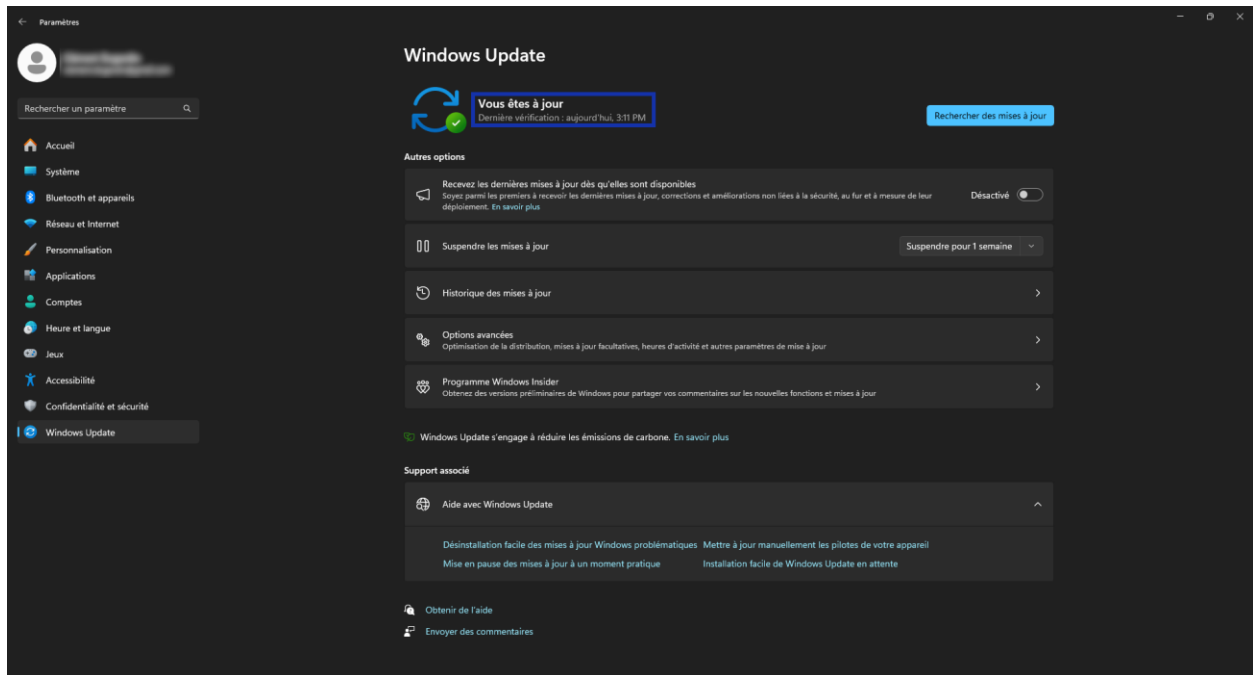 Paramètres
Rechercher un paramètre
Accueil
Système
Bluetooth et appareils
Réseau et Internet
Personnalisation
Applications
Comptes
Heure et langue
Jeux
Accessibilité
Confidentialité et sécurité
Windows Update
Windows Update
Vous êtes à jour
Dernière vérification : aujourd'hui, 3:11 PM
Rechercher des mises à jour
Autres options
Recevez les dernières mises à jour dès qu'elles sont disponibles
Soyez parmi les premiers à recevoir les dernières mises à jour, corrections et améliorations non liées à la sécurité, au fur et à mesure de leur
déploiement. En savoir plus
Désactivé
Suspendre les mises à jour
Suspendre pour 1 semaine
Historique des mises à jour
Options avancées
Optimisation de la distribution, mises à jour facultatives, heures d'activité et autres paramètres de mise à jour
Programme Windows Insider
Obtenez des versions préliminaires de Windows pour partager vos commentaires sur les nouvelles fonctions et mises à jour
Windows Update s'engage à réduire les émissions de carbone. En savoir plus
Support associé
Aide avec Windows Update
Désinstallation facile des mises à jour Windows problématiques Mettre à jour manuellement les pilotes de votre appareil
Mise en pause des mises à jour à un moment pratique Installation facile de Windows Update en attente
Obtenir de l'aide
Envoyer des commentaires